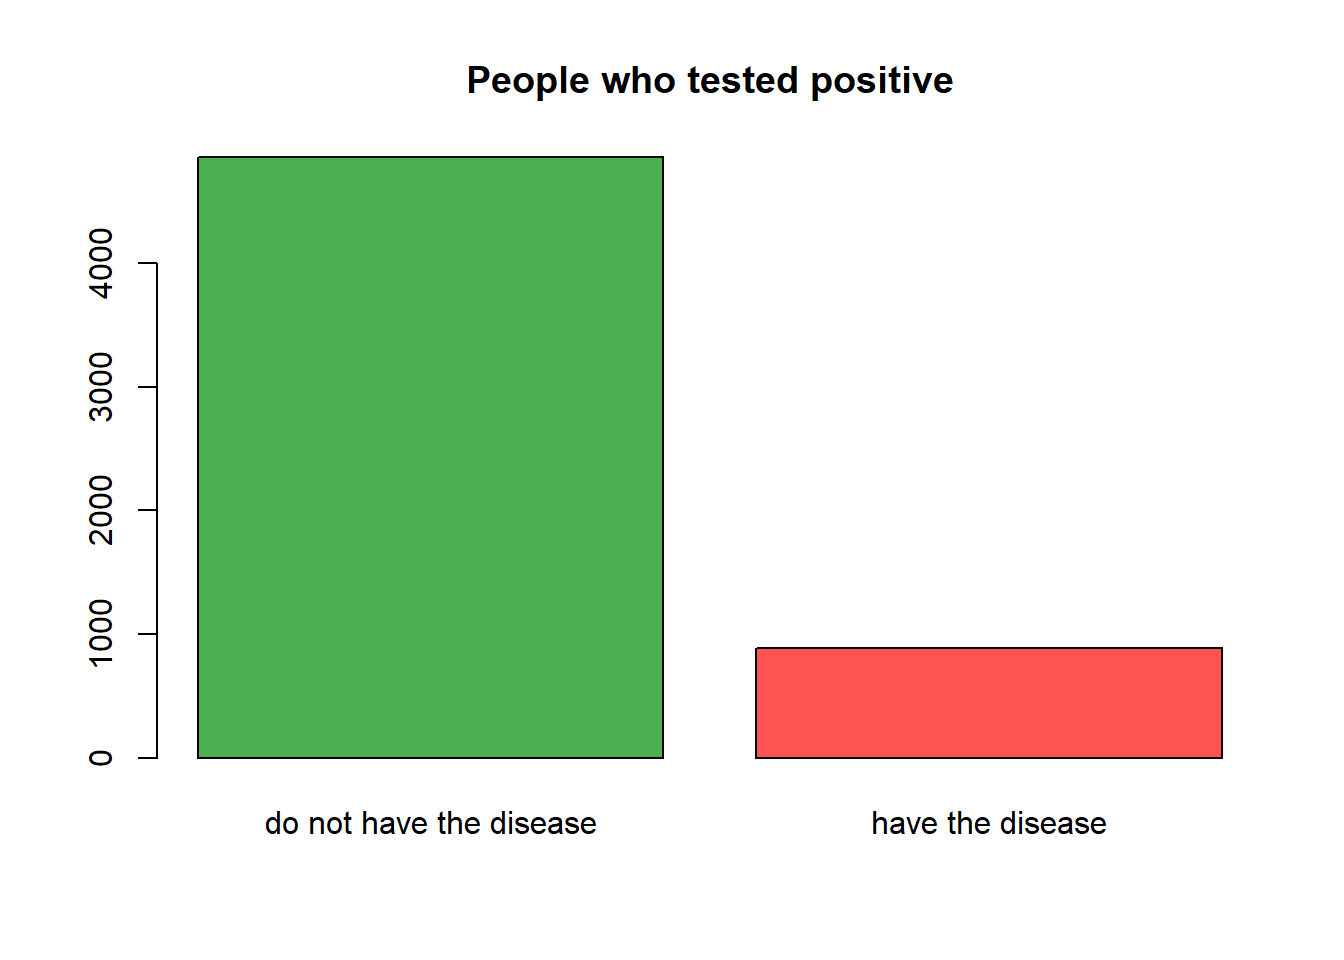 People who tested positive
4000
3000
2000
1000
0
do not have the disease
have the disease